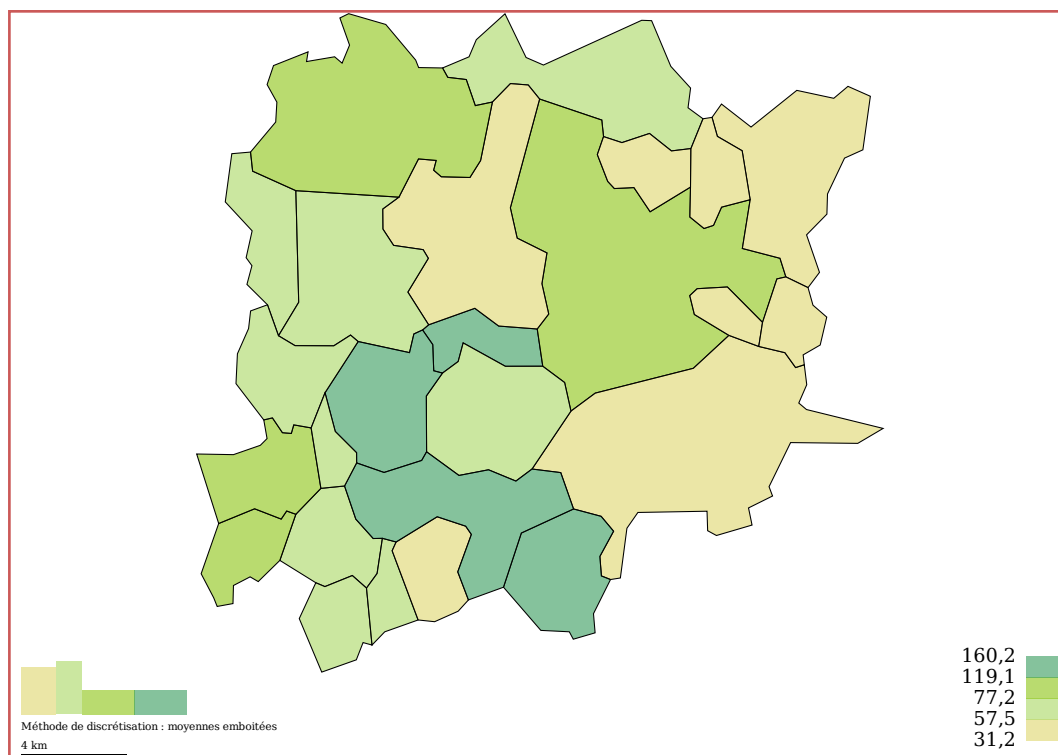 160,2
119,1
77,2
57,5
31,2
Méthode de discrétisation : moyennes emboitées
4 km